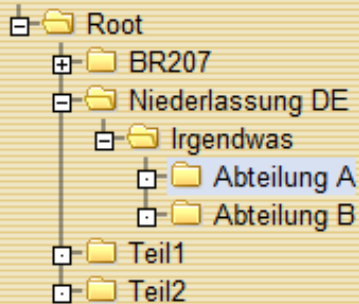 Root
BR207
Niederlassung DE
Irgendwas
Abteilung A
Abteilung B
Teil1
Teil2